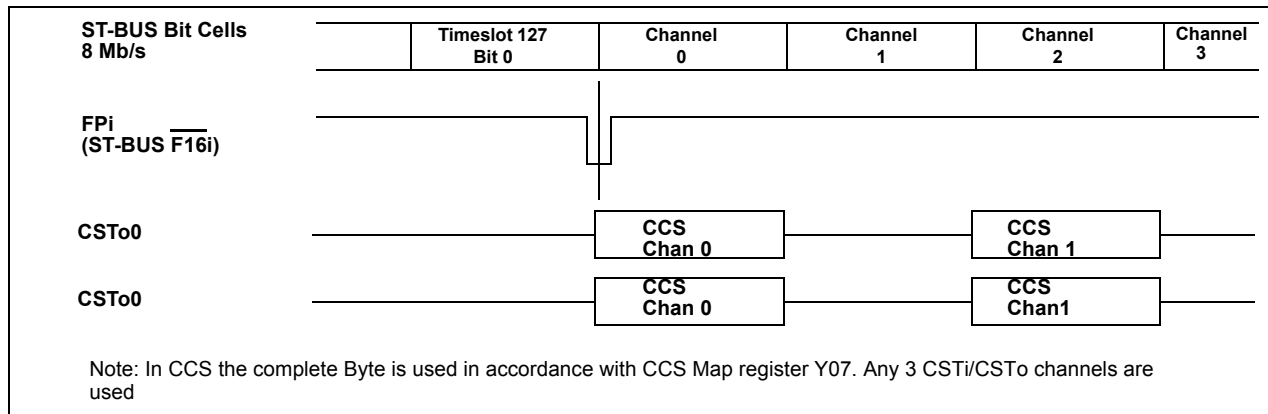 ST-BUS Bit Cells
8 Mb/s
Timeslot 127
Bit 0
Channel
0
Channel
1
Channel
2
Channel
3
FPi
(ST-BUS F16i)
CSTo0
CCS
Chan 0
CCS
Chan 1
CSTo0
CCS
Chan 0
CCS
Chan1
Note: In CCS the complete Byte is used in accordance with CCS Map register Y07. Any 3 CSTi/CSTo channels are
used